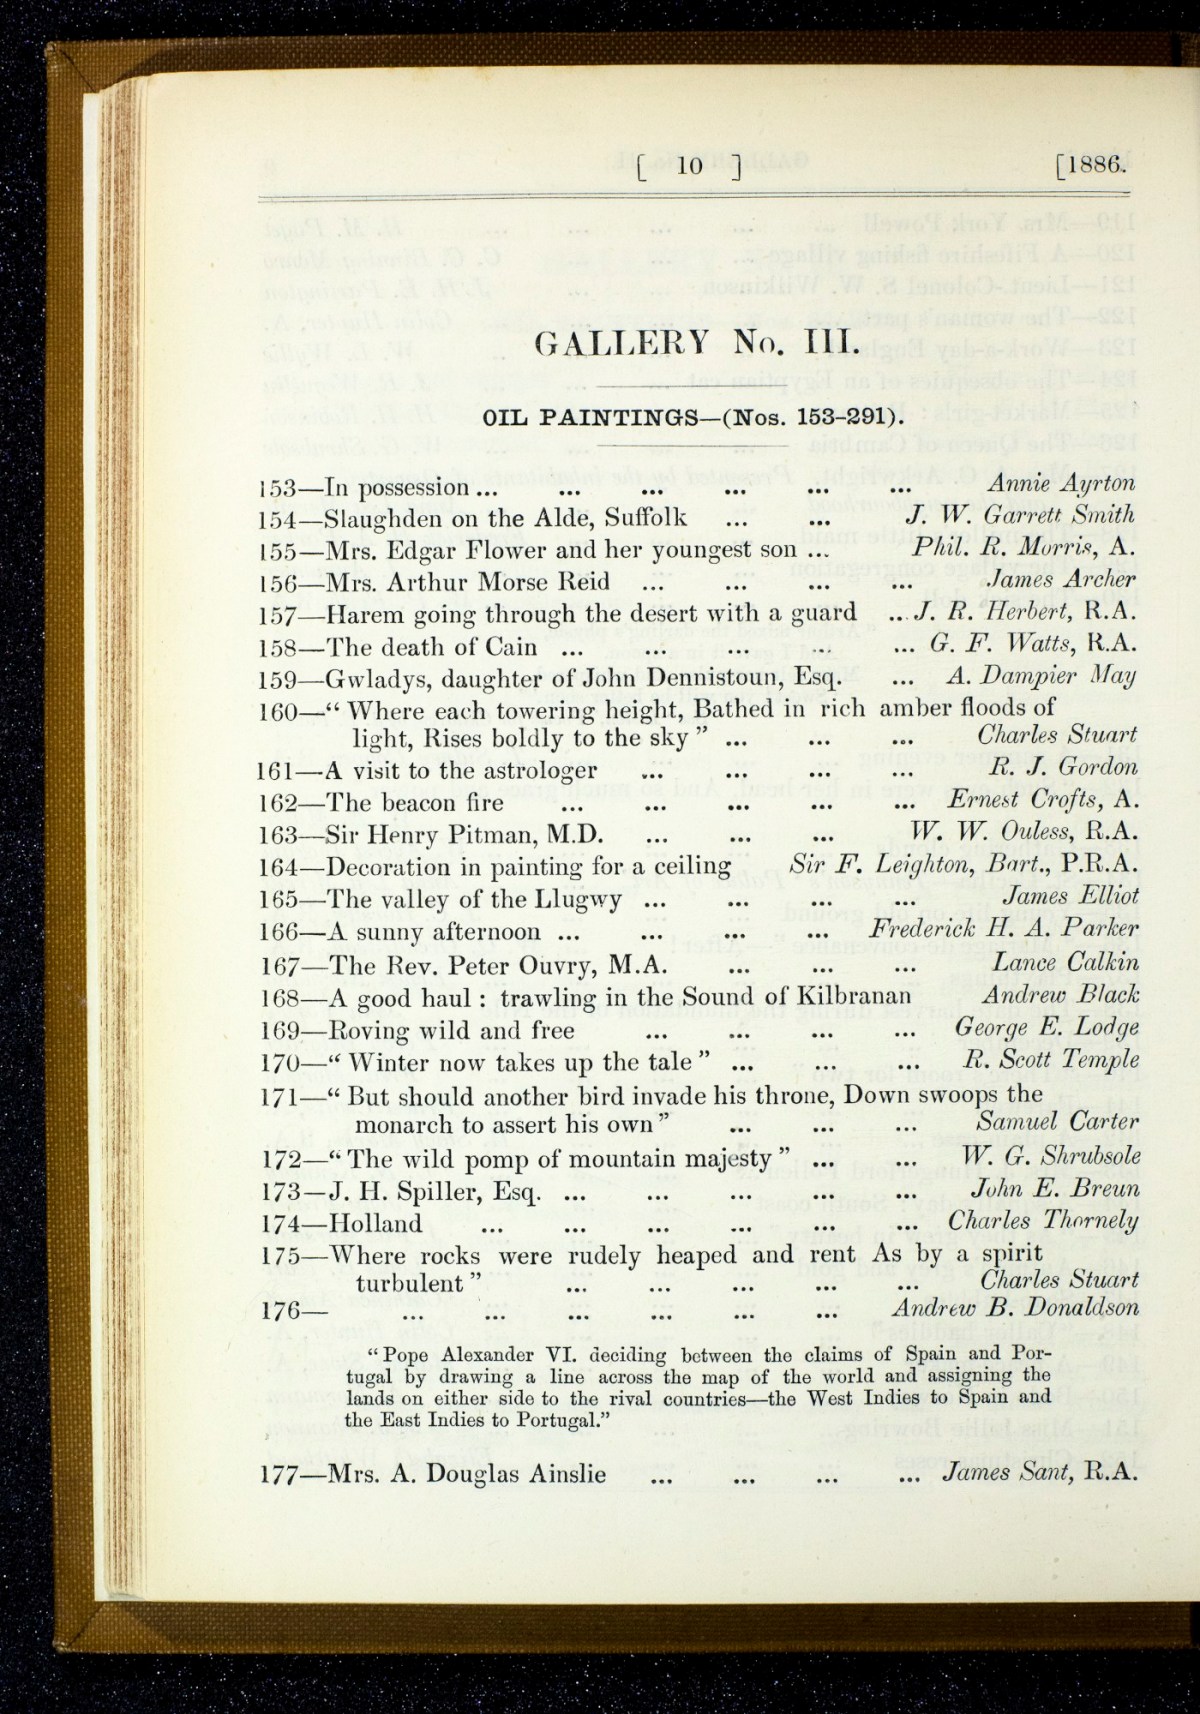 [ 10 ] [1886.
GALLERY No. III.
OIL PAINTINGS—(Nos. 153-291).
153—In possession ... ... ... ... ... ... Annie Ayrton
154—Slaughden on the Alde, Suffolk ... ... J. W. Garrett Smith
155—Mrs. Edgar Flower and her youngest son ... Phil. R. Morris, A.
156—Mrs. Arthur Morse Reid ... ... ... ... James Archer
157—Harem going through the desert with a guard ... J. R. Herbert, R.A.
158—The death of Cain ... ... ... ... ... G. F. Watts, R.A.
159—Gwladys, daughter of John Dennistoun, Esq. ... A. Dampier May
160—“ Where each towering height, Bathed in rich amber floods of
light, Rises boldly to the sky ” ... ... ... Charles Stuart
161—A visit to the astrologer ... ... ... ... R. J. Gordon
162—The beacon fire ... ... ... ... ... Ernest Crofts, A.
163—Sir Henry Pitman, M.D. ... ... ... W. W. Ouless, R.A.
164—Decoration in painting for a ceiling Sir F. Leighton, Bart., P.R.A.
165—The valley of the Llugwy ... ... ... ... James Elliot
166—A sunny afternoon ... ... ... ... Frederick H. A. Parker
167—The Rev. Peter Ouvry, M.A. ... ... ... Lance Calkin
168—A good haul : trawling in the Sound of Kilbranan Andrew Black
169—Roving wild and free ... ... ... ... George E. Lodge
170—“ Winter now takes up the tale ” ... ... ... R. Scott Temple
171—“ But should another bird invade his throne, Down swoops the
monarch to assert his own ” ... ... ... Samuel Carter
172—“ The wild pomp of mountain majesty ” ... ... W. G. Shrubsole
173—J. H. Spiller, Esq. ... ... ... ... ... John E. Breun
174—Holland ... ... ... ... ... ... Charles Thornely
175—Where rocks were rudely heaped and rent As by a spirit
turbulent ” ... ... ... ... ... Charles Stuart
176— ... ... ... ... ... ... Andrew B. Donaldson
“ Pope Alexander VI. deciding between the claims of Spain and Por-
tugal by drawing a line across the map of the world and assigning the
lands on either side to the rival countries—the West Indies to Spain and
the East Indies to Portugal.”
177—Mrs. A. Douglas Ainslie ... ... ... ... James Sant, R.A.